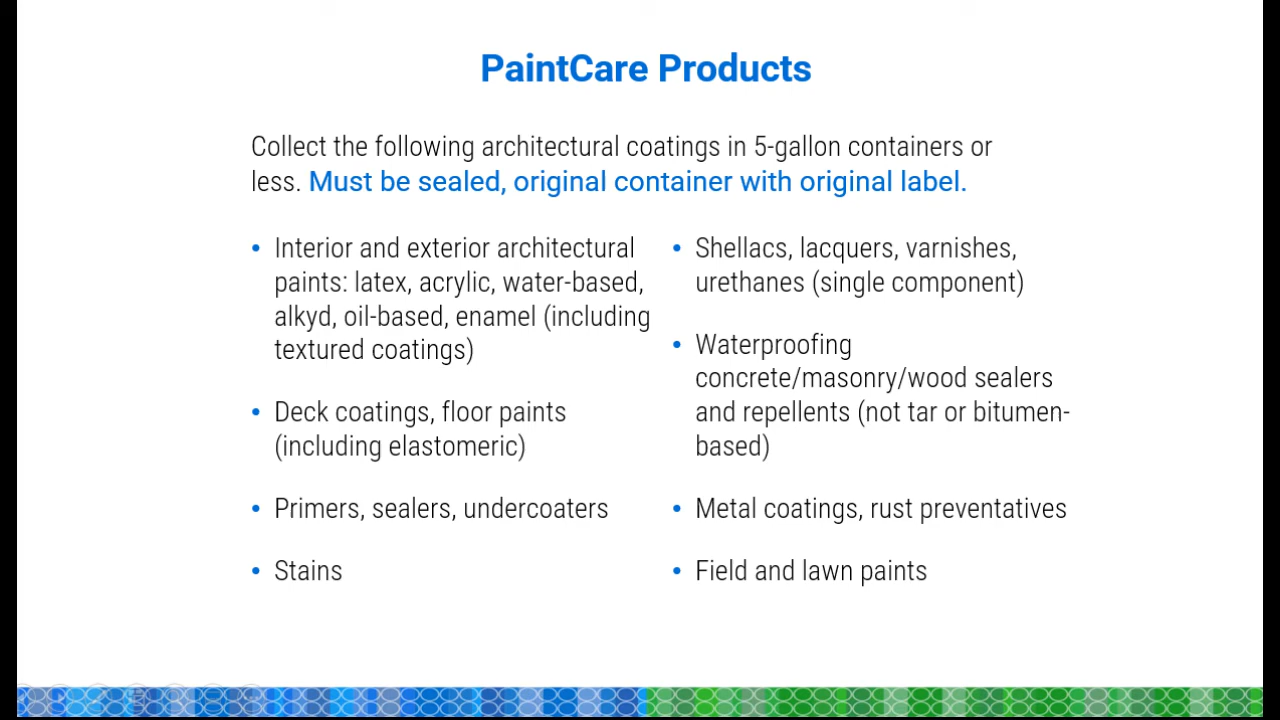 PaintCare Products
Collect the following architectural coatings in 5-gallon containers or
less. Must be sealed, original container with original label.
• Interior and exterior architectural
paints: latex, acrylic, water-based,
alkyd, oil-based, enamel (including
textured coatings)
• Deck coatings, floor paints
(including elastomeric)
• Primers, sealers, undercoaters
• Stains
• Shellacs, lacquers, varnishes,
urethanes (single component)
• Waterproofing
concrete/masonry/wood sealers
and repellents (not tar or bitumen-
based)
• Metal coatings, rust preventatives
• Field and lawn paints